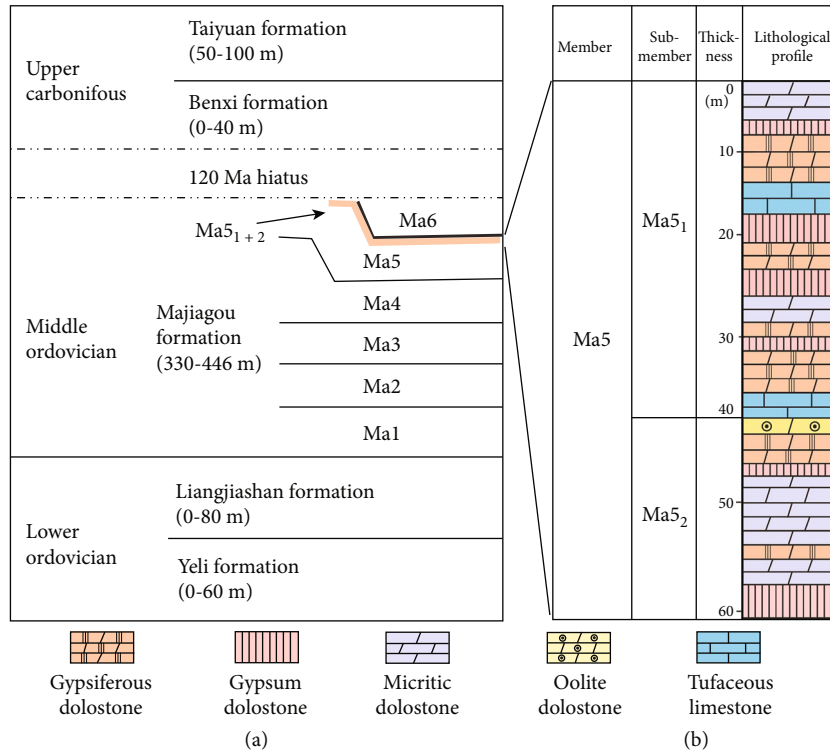 Upper
carbonifous
Taiyuan formation
(50-100 m)
Benxi formation
(0-40 m)
120 Ma hiatus
Middle
ordovician
Majiagou
formation
(330-446 m)
Ma5₁₊₂
Ma6
Ma5
Ma4
Ma3
Ma2
Ma1
Lower
ordovician
Liangjiashan formation
(0-80 m)
Yeli formation
(0-60 m)
Member
Sub-
member
Thick-
ness
Lithological
profile
Ma5
Ma5₁
Ma5₂
0
(m)
10
20
30
40
50
60
Gypsiferous
dolostone
Gypsum
dolostone
Micritic
dolostone
Oolite
dolostone
Tufaceous
limestone
(a)
(b)